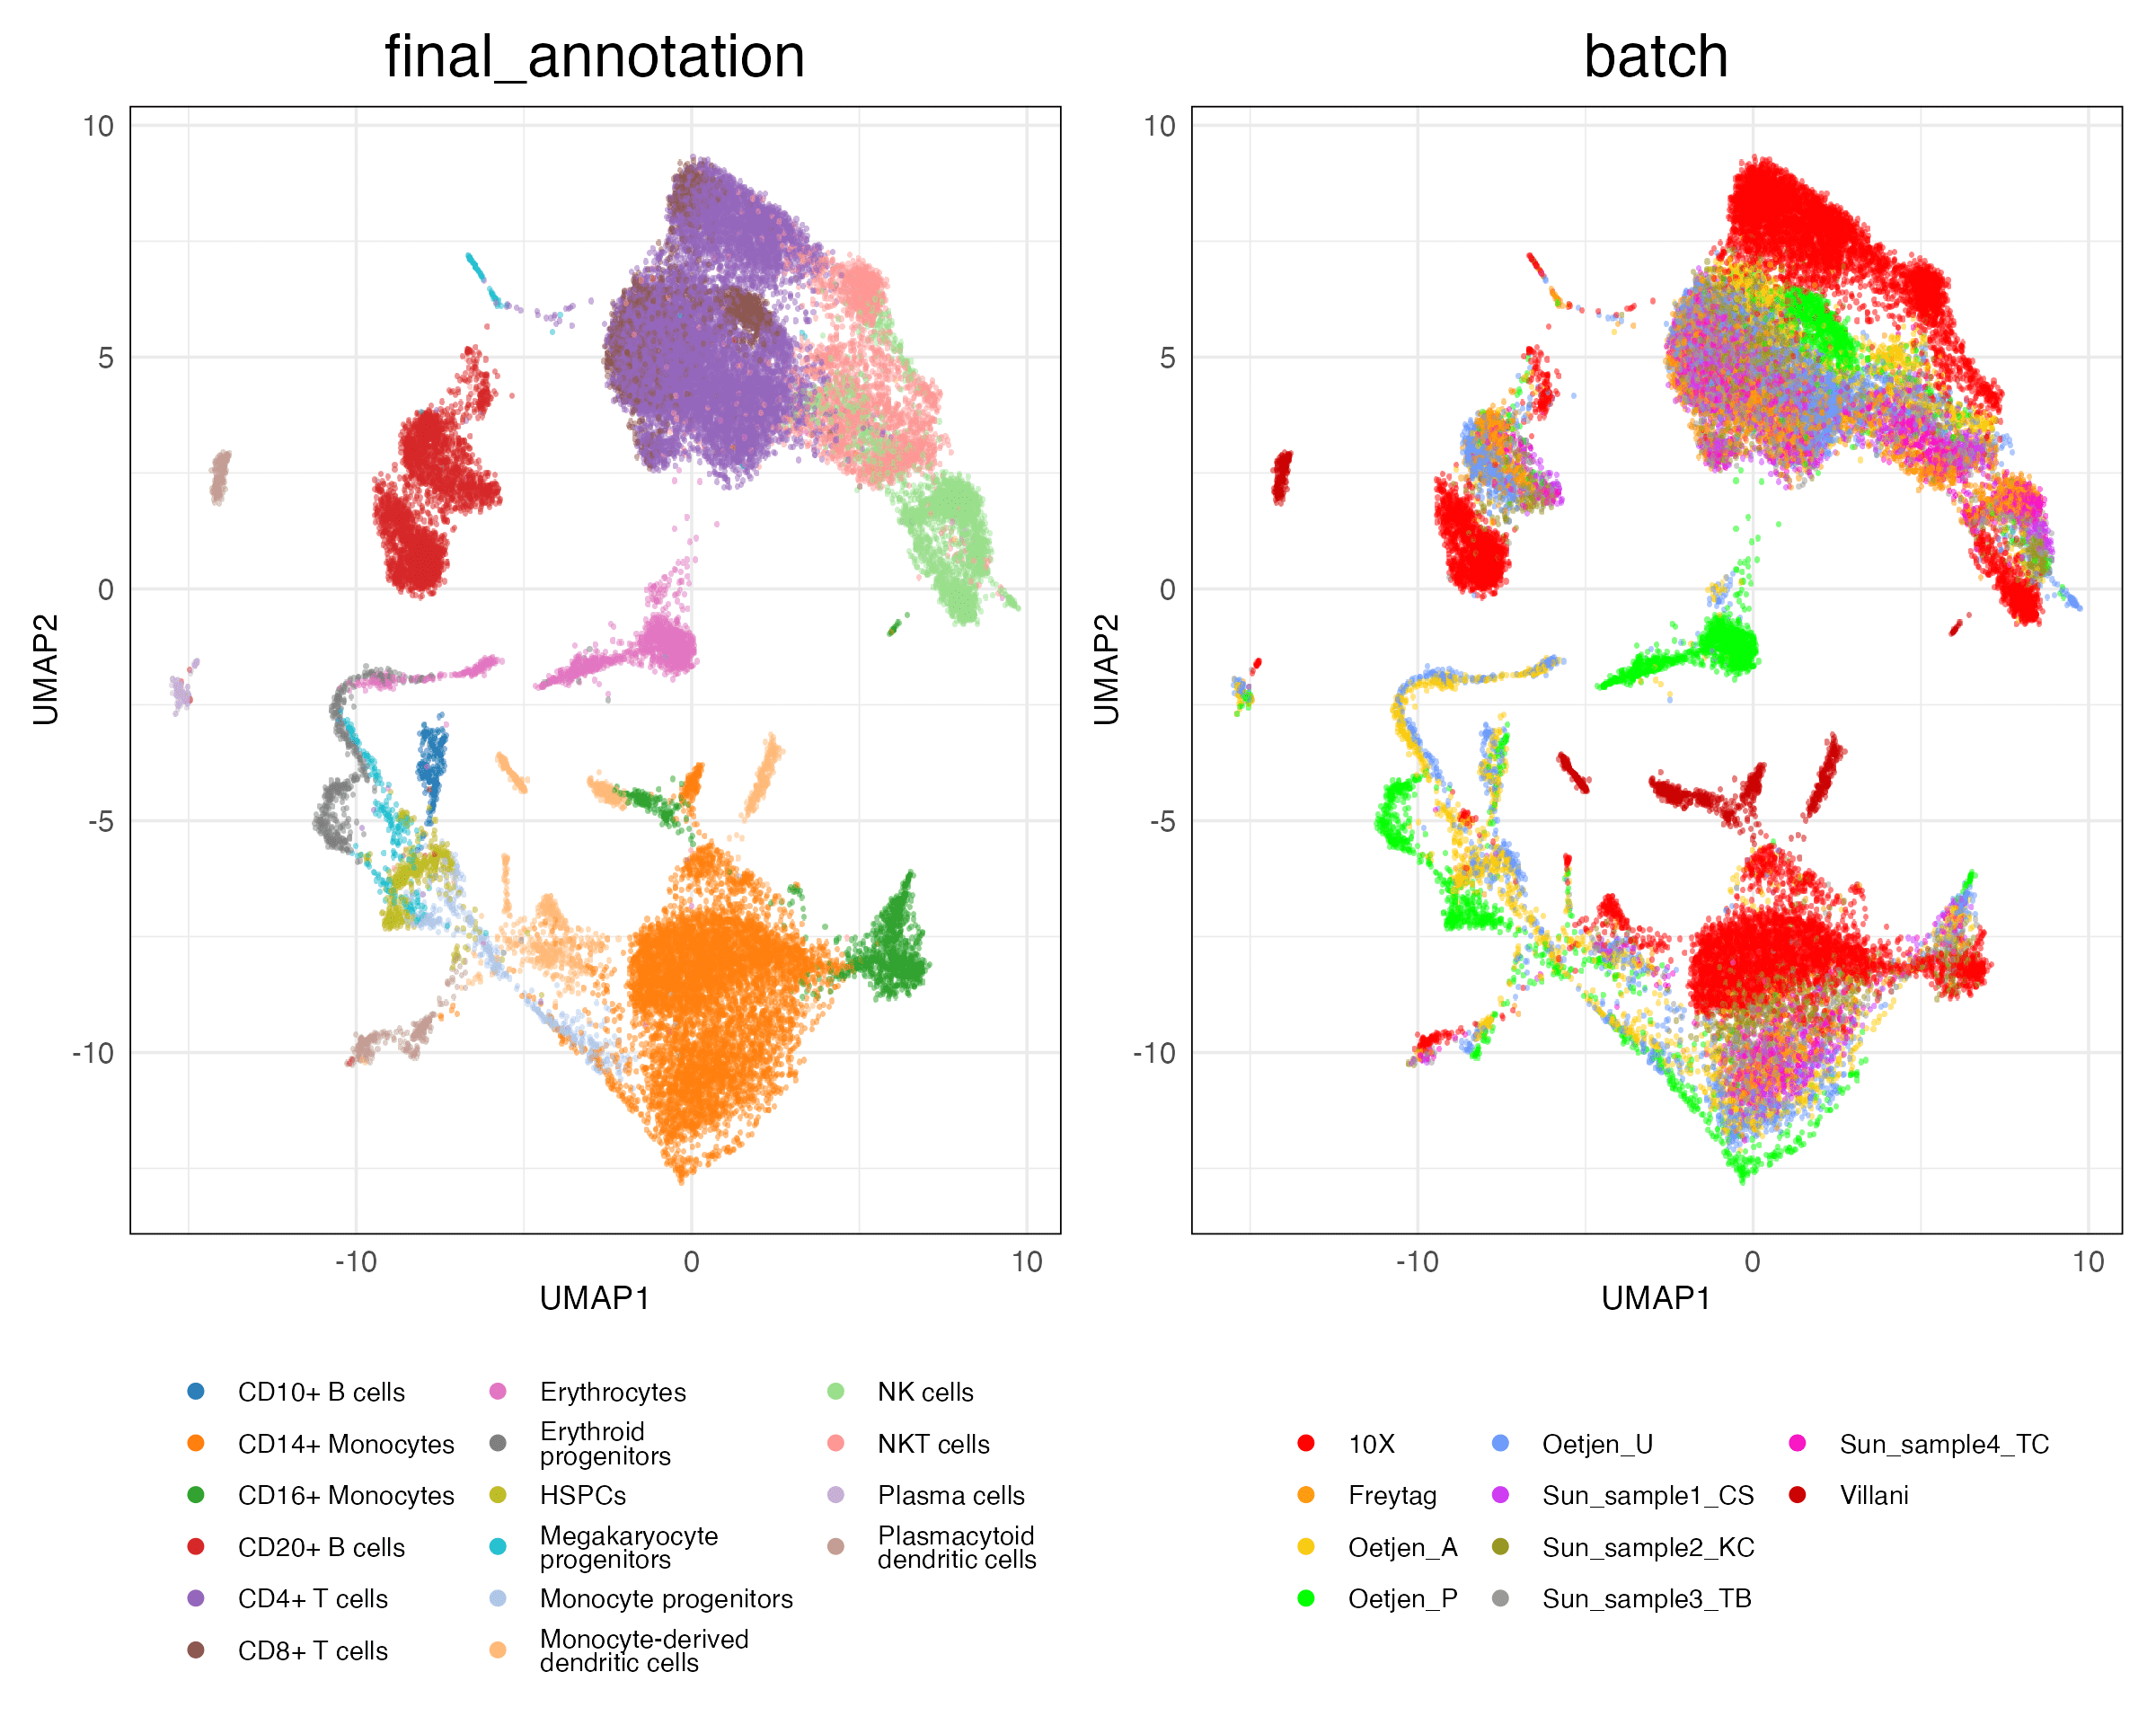 final_annotation
batch
10
5
0
-5
-10
UMAP2
-10
0
10
UMAP1
10
5
0
-5
-10
UMAP2
-10
0
10
UMAP1
CD10+ B cells
CD14+ Monocytes
CD16+ Monocytes
CD20+ B cells
CD4+ T cells
CD8+ T cells
Erythrocytes
Erythroid
progenitors
HSPCs
Megakaryocyte
progenitors
Monocyte progenitors
Monocyte-derived
dendritic cells
NK cells
NKT cells
Plasma cells
Plasmacytoid
dendritic cells
10X
Freytag
Oetjen_A
Oetjen_P
Oetjen_U
Sun_sample1_CS
Sun_sample2_KC
Sun_sample3_TB
Sun_sample4_TC
Villani